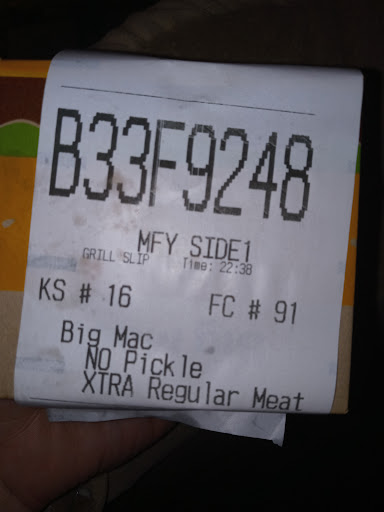 B33F9248
MFY SIDE1
GRILL SLIP Time: 22:38
KS # 16 FC # 91
Big Mac
NO Pickle
XTRA Regular Meat